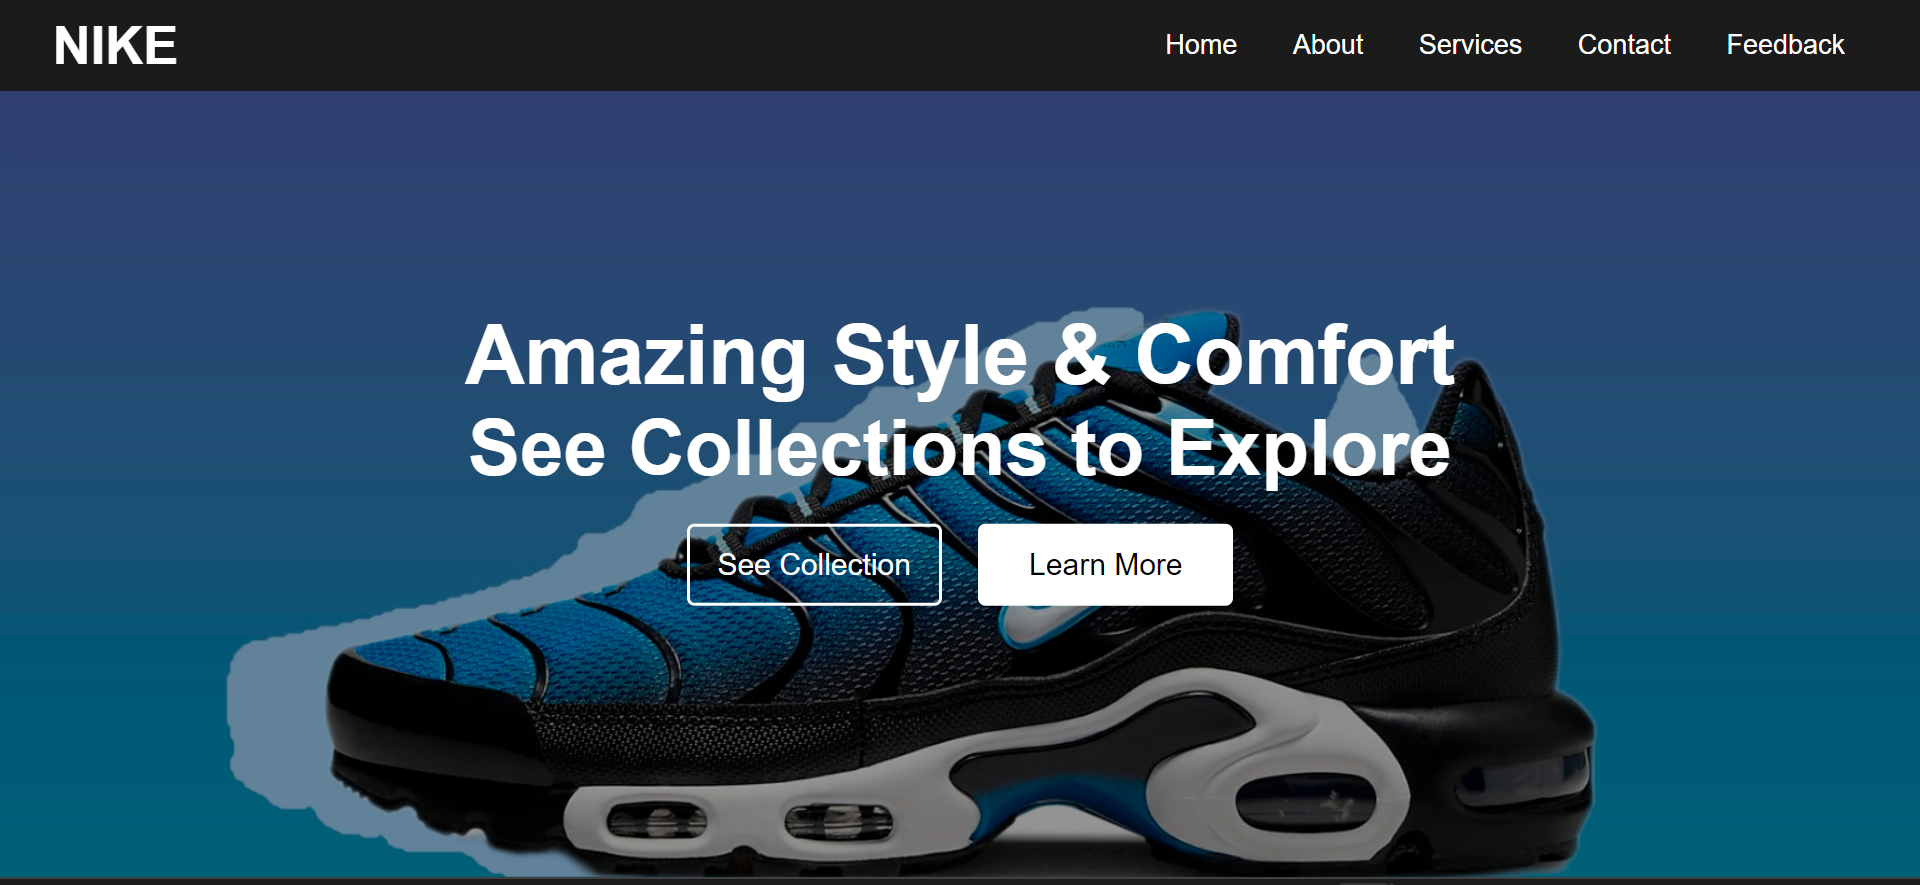 NIKE
Home About Services Contact Feedback
Amazing Style & Comfort
See Collections to Explore
See Collection Learn More